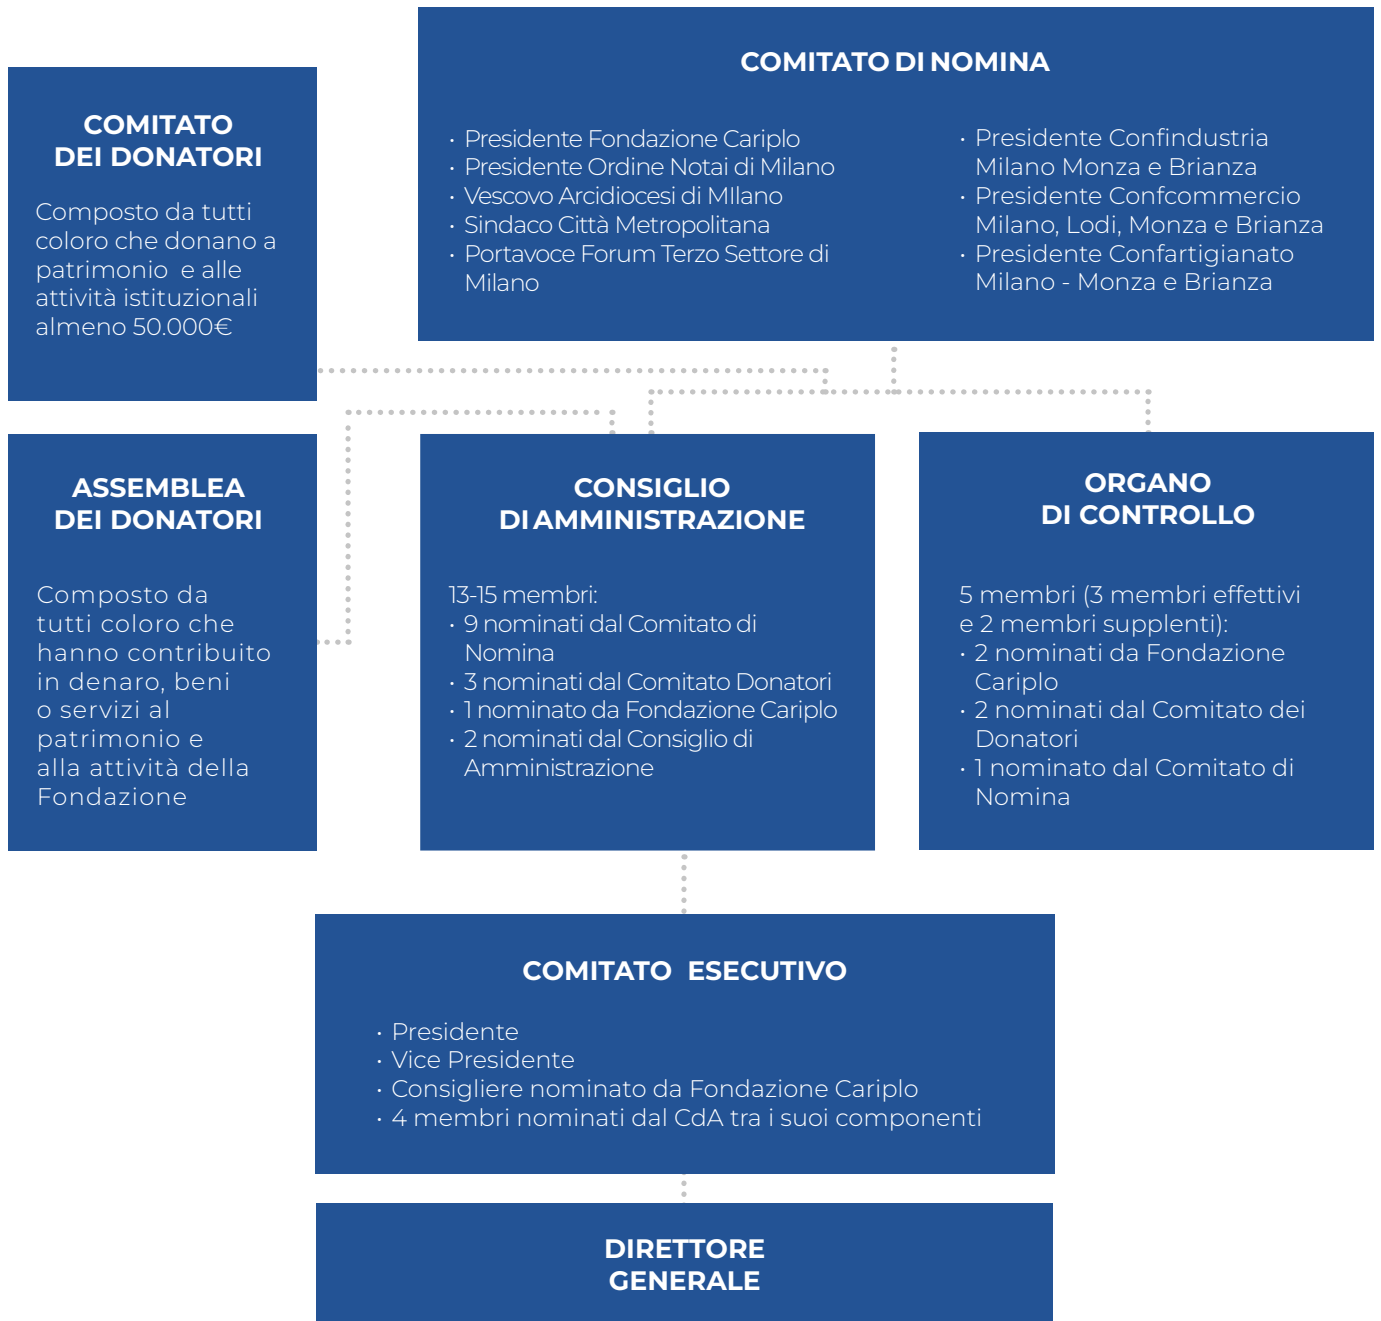 COMITATO
DEI DONATORI
Composto da tutti
coloro che donano a
patrimonio e alle
attività istituzionali
almeno 50.000€
COMITATO DI NOMINA
· Presidente Fondazione Cariplo
· Presidente Ordine Notai di Milano
· Vescovo Arcidiocesi di MIlano
· Sindaco Città Metropolitana
· Portavoce Forum Terzo Settore di
Milano
· Presidente Confindustria
Milano Monza e Brianza
· Presidente Confcommercio
Milano, Lodi, Monza e Brianza
· Presidente Confartigianato
Milano - Monza e Brianza
ASSEMBLEA
DEI DONATORI
Composto da
tutti coloro che
hanno contribuito
in denaro, beni
o servizi al
patrimonio e
alla attività della
Fondazione
CONSIGLIO
DI AMMINISTRAZIONE
13-15 membri:
· 9 nominati dal Comitato di
Nomina
· 3 nominati dal Comitato Donatori
· 1 nominato da Fondazione Cariplo
· 2 nominati dal Consiglio di
Amministrazione
ORGANO
DI CONTROLLO
5 membri (3 membri effettivi
e 2 membri supplenti):
· 2 nominati da Fondazione
Cariplo
· 2 nominati dal Comitato dei
Donatori
· 1 nominato dal Comitato di
Nomina
COMITATO ESECUTIVO
· Presidente
· Vice Presidente
· Consigliere nominato da Fondazione Cariplo
· 4 membri nominati dal CdA tra i suoi componenti
DIRETTORE
GENERALE